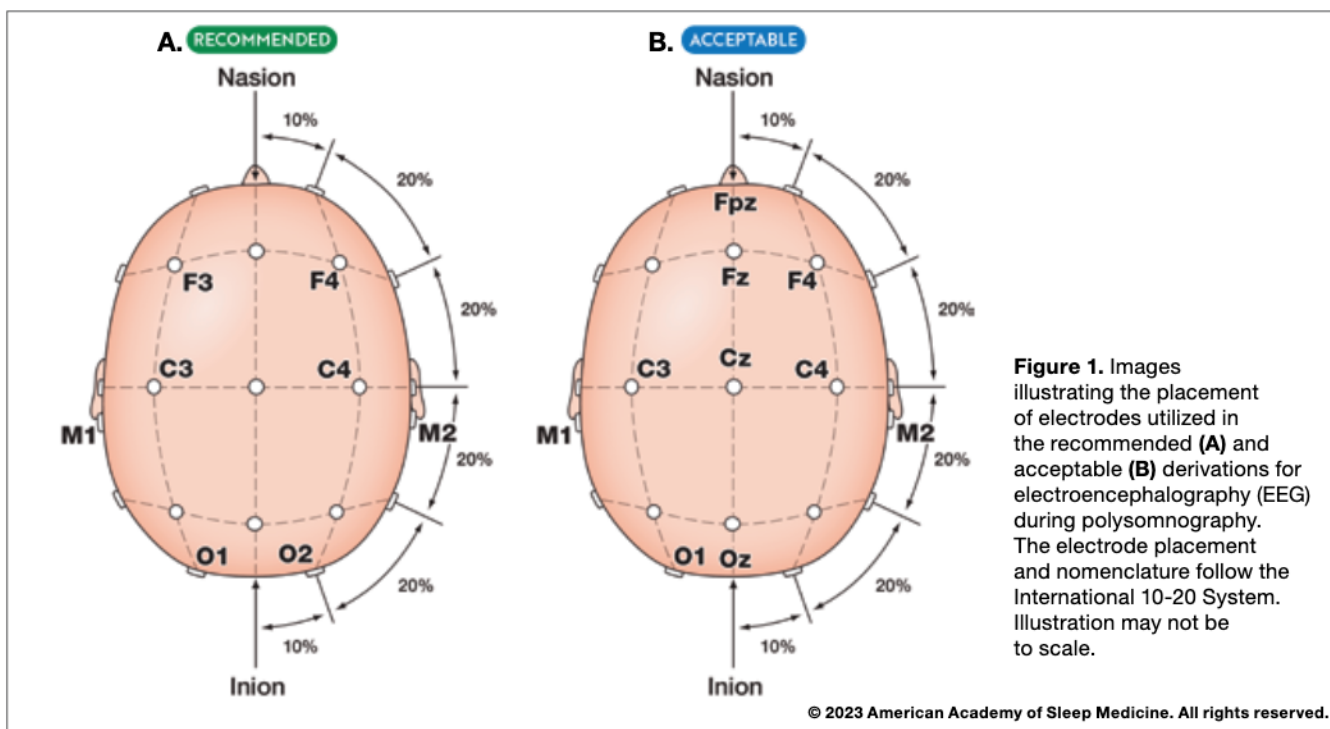 A. RECOMMENDED
Nasion
10%
20%
F3
F4
20%
C3
C4
M1
M2
20%
O1
O2
20%
10%
Inion
B. ACCEPTABLE
Nasion
10%
20%
Fpz
Fz
F4
20%
C3
Cz
C4
M1
M2
20%
O1
Oz
20%
10%
Inion
Figure 1. Images
illustrating the placement
of electrodes utilized in
the recommended (A) and
acceptable (B) derivations for
electroencephalography (EEG)
during polysomnography.
The electrode placement
and nomenclature follow the
International 10-20 System.
Illustration may not be
to scale.
© 2023 American Academy of Sleep Medicine. All rights reserved.